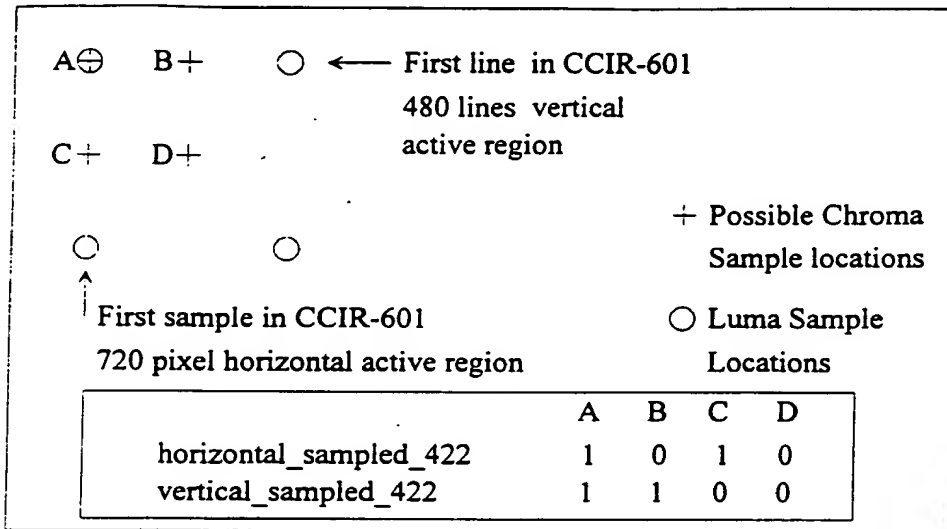 A B+ First line in CCIR-601
480 lines vertical
C+ D+ active region
+ Possible Chroma
Sample locations
First sample in CCIR-601
720 pixel horizontal active region
Luma Sample
Locations
A B C D
horizontal_sampled_422 1 0 1 0
vertical_sampled_422 1 1 0 0